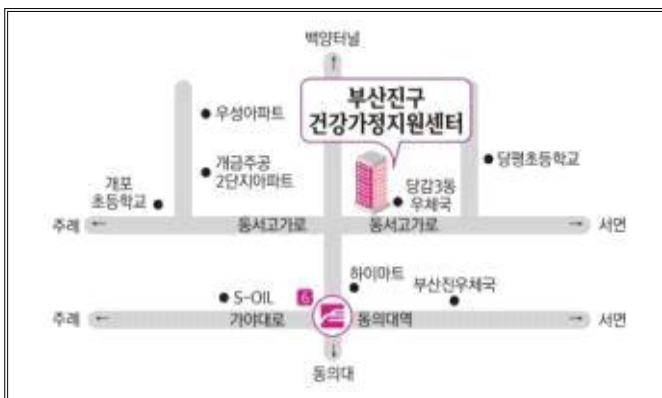 백양터널
↑
부산진구
건강가정지원센터
우성아파트
개금주공
2단지아파트
당평초등학교
개포
초등학교
당감3동
우체국
주례 ←
동서고가로
동서고가로
→ 서면
하이마트
S-OIL
6
부산진우체국
주례 ←
가야대로
동의대역
→ 서면
↓
동의대